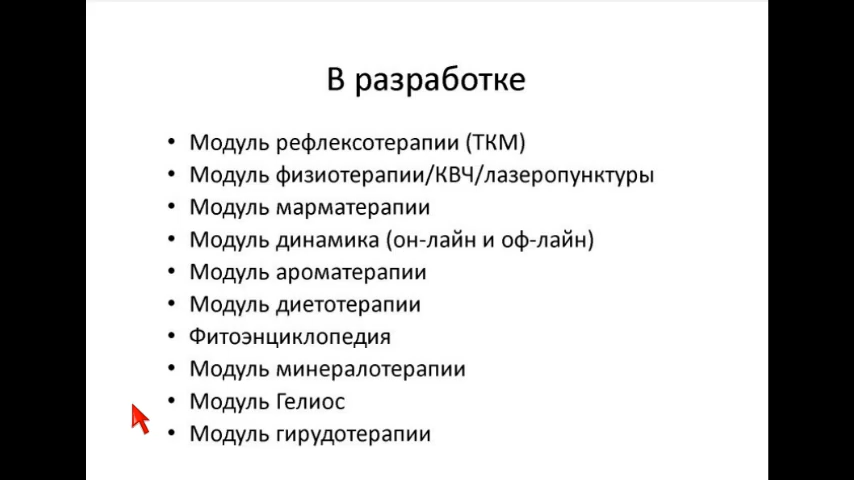 В разработке
• Модуль рефлексотерапии (ТКМ)
• Модуль физиотерапии/КВЧ/лазеропунктуры
• Модуль марматерапии
• Модуль динамика (он-лайн и оф-лайн)
• Модуль ароматерапии
• Модуль диетотерапии
• Фитоэнциклопедия
• Модуль минералотерапии
• Модуль Гелиос
• Модуль гирудотерапии